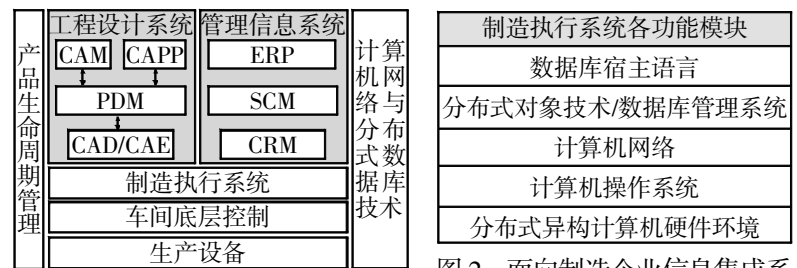 产品生命周期管理
工程设计系统
CAM
CAPP
PDM
CAD/CAE
管理信息系统
ERP
SCM
CRM
制造执行系统
车间底层控制
生产设备
计算
机网
络与
分布
式数
据库
技术
制造执行系统各功能模块
数据库宿主语言
分布式对象技术/数据库管理系统
计算机网络
计算机操作系统
分布式异构计算机硬件环境
图2 面向制造企业信息集成系